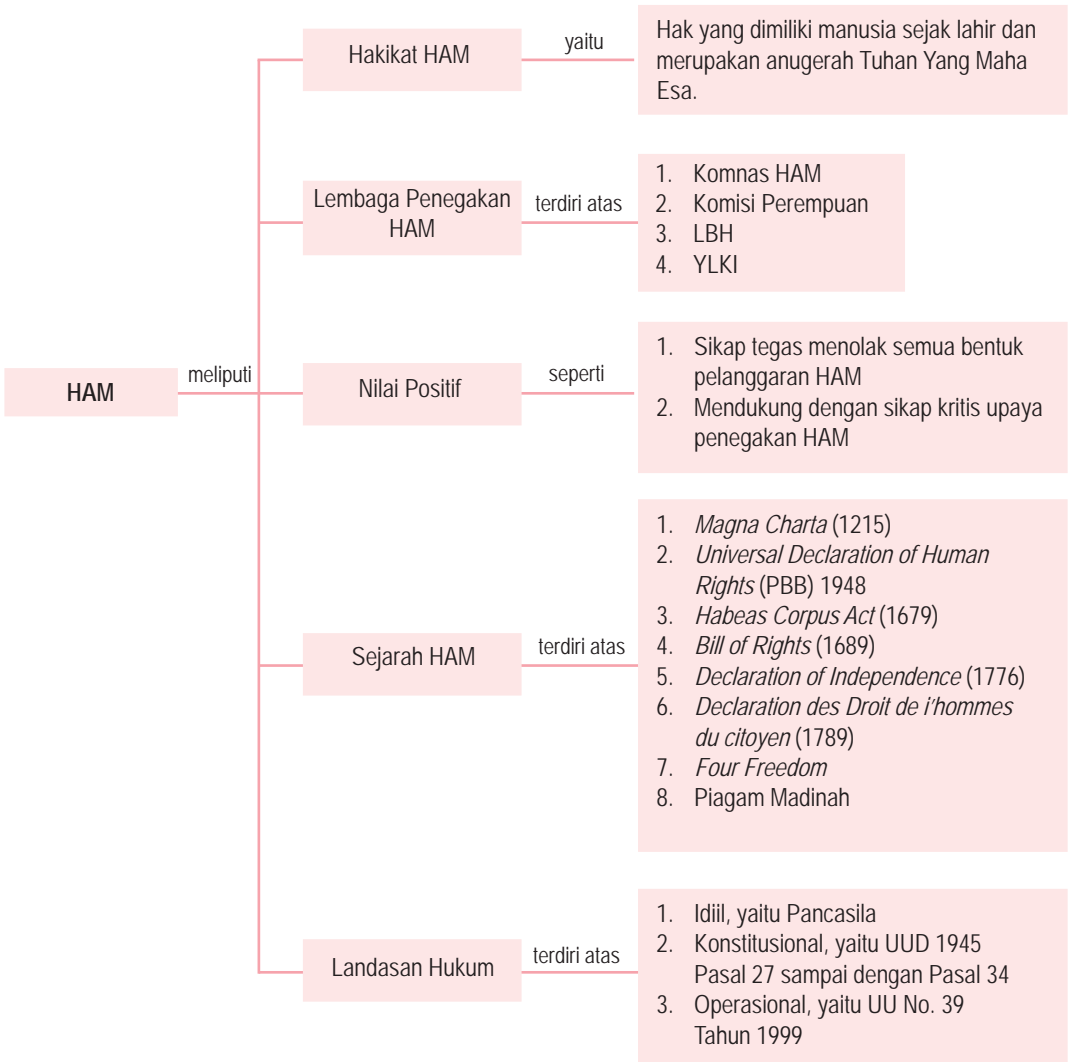 HAM
meliputi
Hakikat HAM
yaitu
Hak yang dimiliki manusia sejak lahir dan
merupakan anugerah Tuhan Yang Maha
Esa.
Lembaga Penegakan
HAM
terdiri atas
1. Komnas HAM
2. Komisi Perempuan
3. LBH
4. YLKI
Nilai Positif
seperti
1. Sikap tegas menolak semua bentuk
pelanggaran HAM
2. Mendukung dengan sikap kritis upaya
penegakan HAM
Sejarah HAM
terdiri atas
1. Magna Charta (1215)
2. Universal Declaration of Human
Rights (PBB) 1948
3. Habeas Corpus Act (1679)
4. Bill of Rights (1689)
5. Declaration of Independence (1776)
6. Declaration des Droit de i'hommes
du citoyen (1789)
7. Four Freedom
8. Piagam Madinah
Landasan Hukum
terdiri atas
1. Idiil, yaitu Pancasila
2. Konstitusional, yaitu UUD 1945
Pasal 27 sampai dengan Pasal 34
3. Operasional, yaitu UU No. 39
Tahun 1999